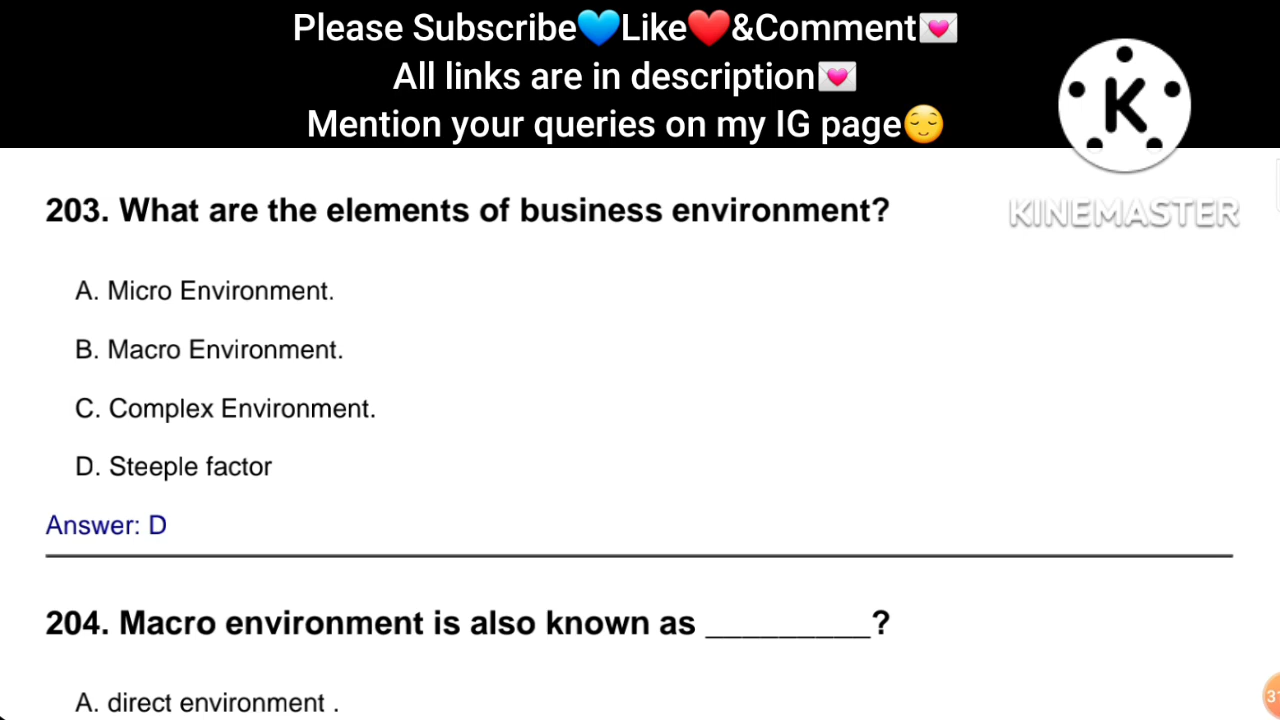 Please Subscribe💙Like❤️&Comment💌
All links are in description💌
Mention your queries on my IG page😌
K
KINEMASTER
203. What are the elements of business environment?
A. Micro Environment.
B. Macro Environment.
C. Complex Environment.
D. Steeple factor
Answer: D
204. Macro environment is also known as _________?
A. direct environment .